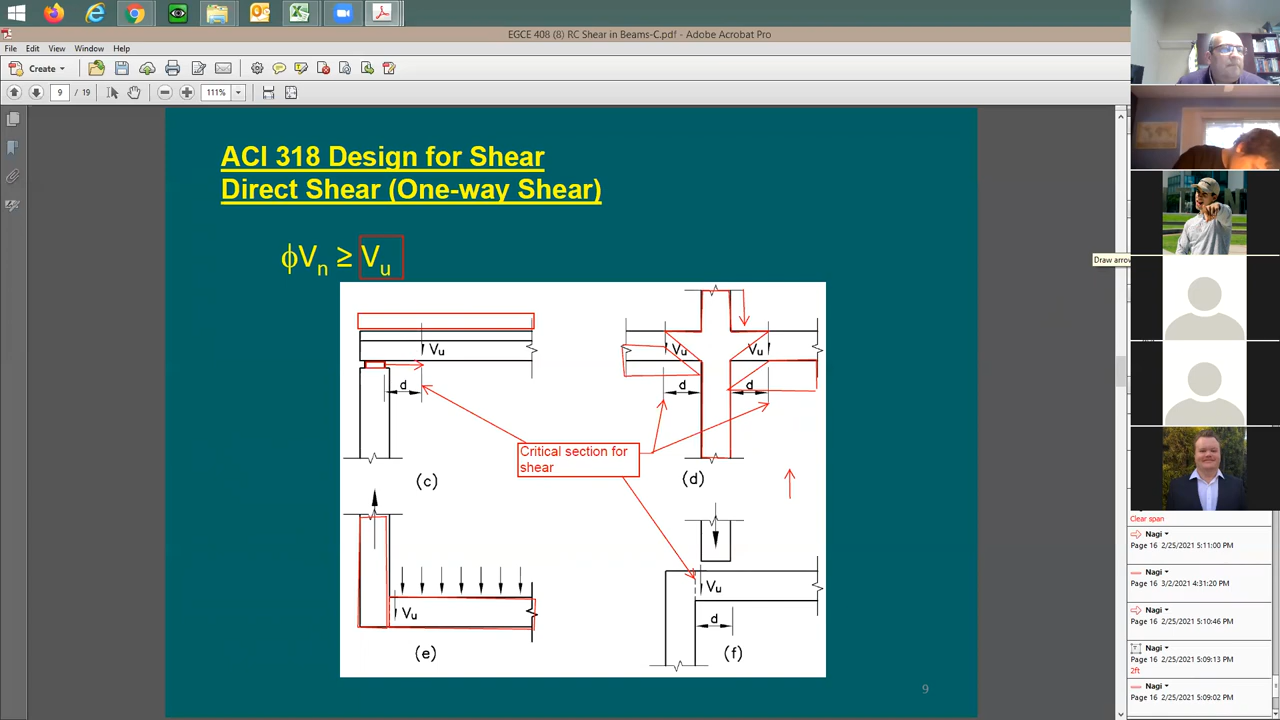 EGCE 408 (8) RC Shear in Beams-C.pdf - Adobe Acrobat Pro
File Edit View Window Help
Create
9 / 19 111%
ACI 318 Design for Shear
Direct Shear (One-way Shear)
ϕVn ≥ Vu
Draw arrow
Vu
Vu
Vu
d
d
d
Critical section for
shear
(c)
(d)
Vu
Vu
d
(e)
(f)
9
Clear span
Nagi
Page 16 2/25/2021 5:11:00 PM
Nagi
Page 16 3/2/2021 4:31:20 PM
Nagi
Page 16 2/25/2021 5:10:46 PM
Nagi
Page 16 2/25/2021 5:09:13 PM
2ft
Nagi
Page 16 2/25/2021 5:09:02 PM